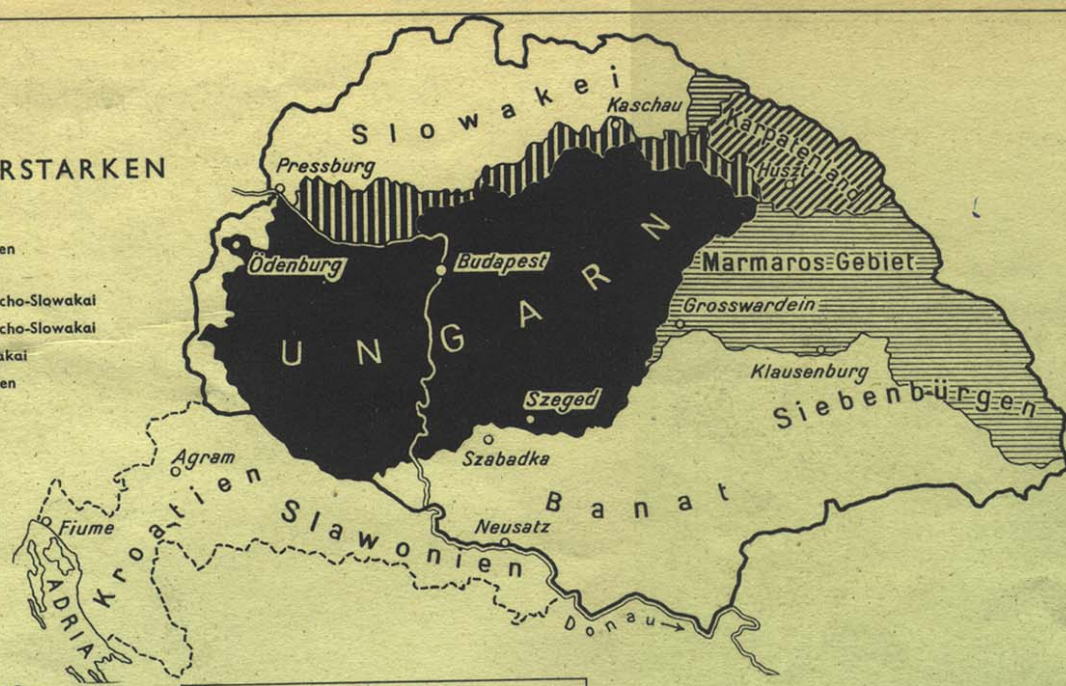 RSTARKEN
en
cho-Slowakai
cho-Slowakai
akai
en
Slowakei
Kaschau
Karpatenland
Huszt
Pressburg
Ödenburg
Budapest
UNGARN
Marmaros-Gebiet
Grosswardein
Klausenburg
Siebenbürgen
Szeged
Szabadka
Agram
Banat
Kroatien
Slawonien
Neusatz
Fiume
ADRIA
Donau